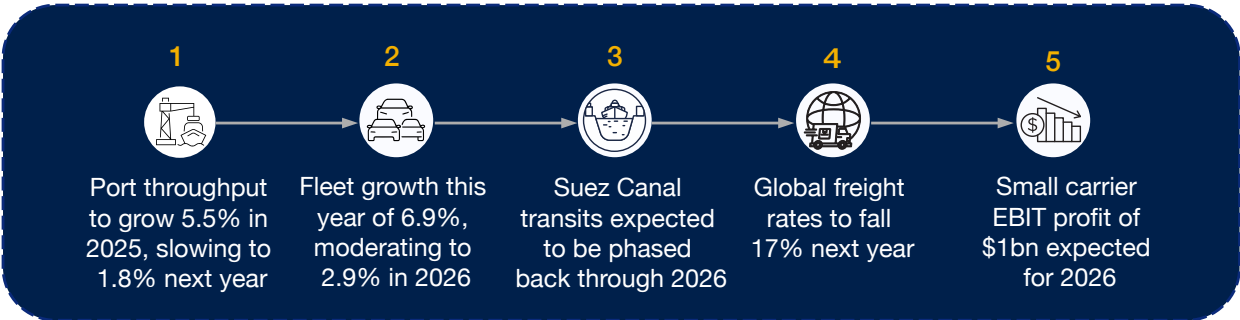 1
Port throughput
to grow 5.5% in
2025, slowing to
1.8% next year
2
Fleet growth this
year of 6.9%,
moderating to
2.9% in 2026
3
Suez Canal
transits expected
to be phased
back through 2026
4
Global freight
rates to fall
17% next year
5
$
Small carrier
EBIT profit of
$1bn expected
for 2026